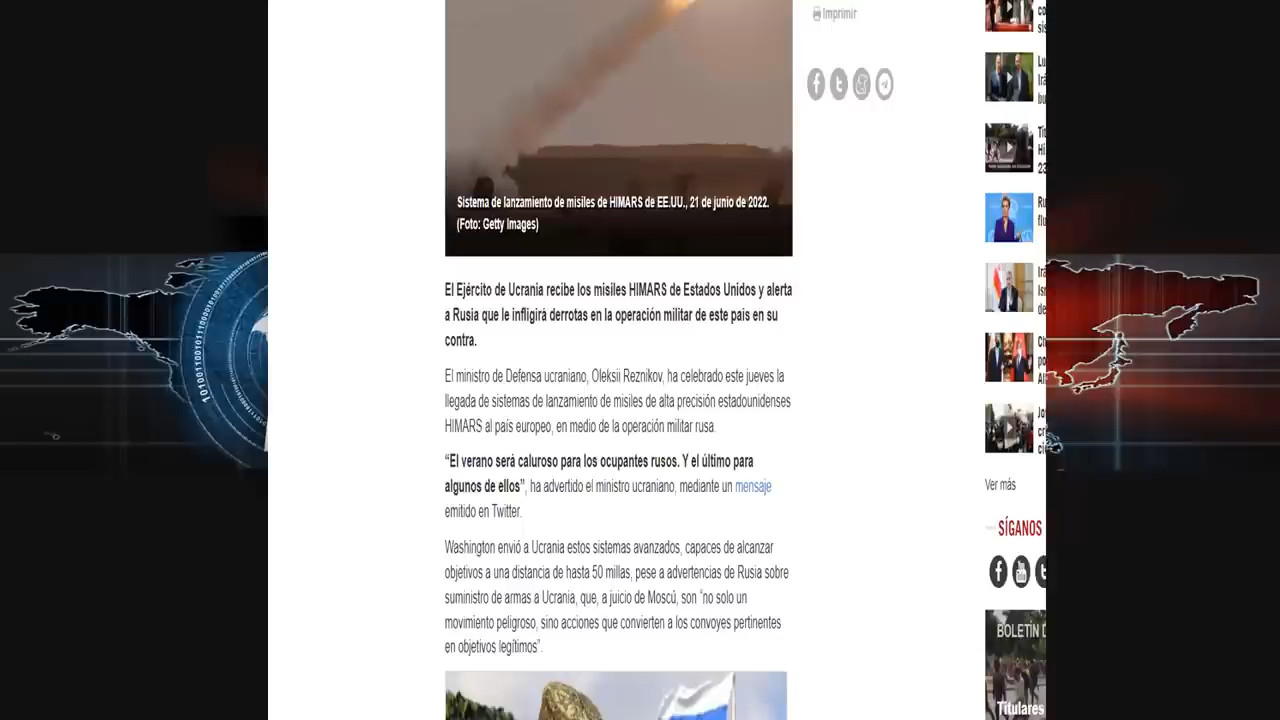 Imprimir
Sistema de lanzamiento de misiles de HIMARS de EE.UU., 21 de junio de 2022.
(Foto: Getty Images)
El Ejército de Ucrania recibe los misiles HIMARS de Estados Unidos y alerta
a Rusia que le infligirá derrotas en la operación militar de este país en su
contra.
El ministro de Defensa ucraniano, Oleksii Reznikov, ha celebrado este jueves la
llegada de sistemas de lanzamiento de misiles de alta precisión estadounidenses
HIMARS al país europeo, en medio de la operación militar rusa.
“El verano será caluroso para los ocupantes rusos. Y el último para
algunos de ellos”, ha advertido el ministro ucraniano, mediante un mensaje
emitido en Twitter.
Washington envió a Ucrania estos sistemas avanzados, capaces de alcanzar
objetivos a una distancia de hasta 50 millas, pese a advertencias de Rusia sobre
suministro de armas a Ucrania, que, a juicio de Moscú, son “no solo un
movimiento peligroso, sino acciones que convierten a los convoyes pertinentes
en objetivos legítimos”.
Ver más
SÍGANOS
BOLETÍN D
Titulares